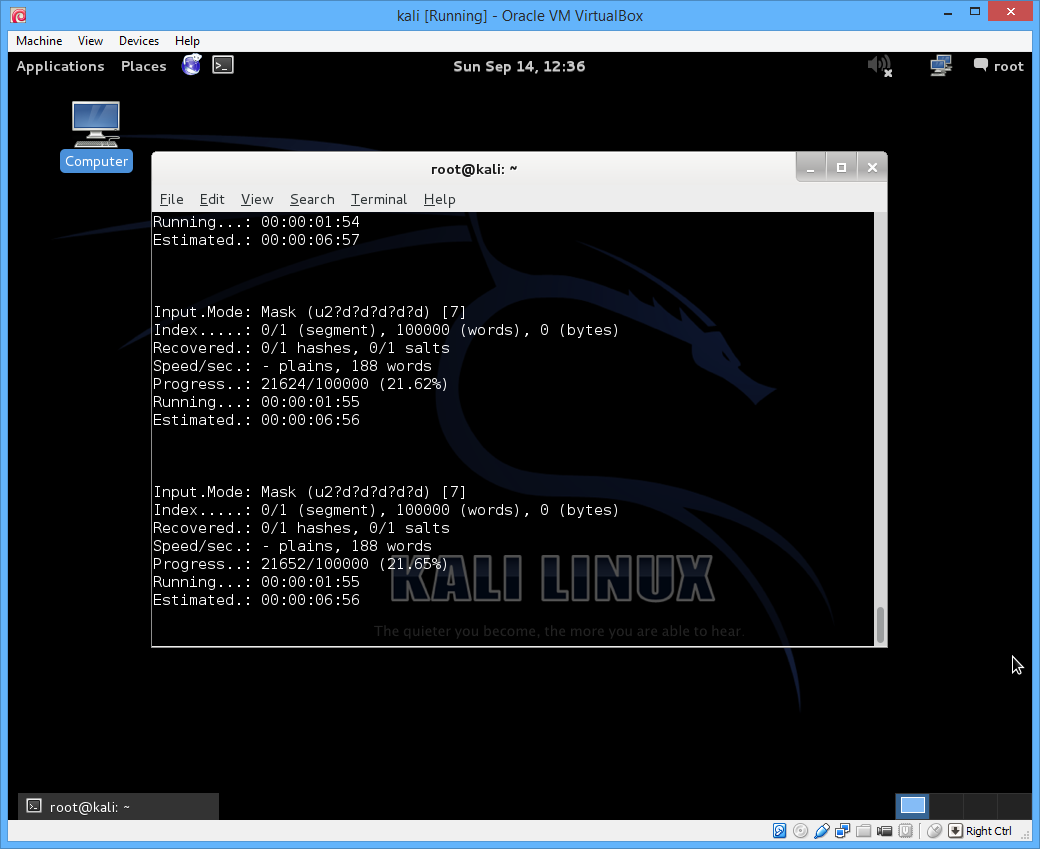 kali [Running] - Oracle VM VirtualBox
Machine View Devices Help
Applications Places Sun Sep 14, 12:36 root
Computer
root@kali: ~
File Edit View Search Terminal Help
Running...: 00:00:01:54
Estimated.: 00:00:06:57
Input.Mode: Mask (u2?d?d?d?d?d) [7]
Index.....: 0/1 (segment), 100000 (words), 0 (bytes)
Recovered.: 0/1 hashes, 0/1 salts
Speed/sec.: - plains, 188 words
Progress..: 21624/100000 (21.62%)
Running...: 00:00:01:55
Estimated.: 00:00:06:56
Input.Mode: Mask (u2?d?d?d?d?d) [7]
Index.....: 0/1 (segment), 100000 (words), 0 (bytes)
Recovered.: 0/1 hashes, 0/1 salts
Speed/sec.: - plains, 188 words
Progress..: 21652/100000 (21.65%)
Running...: 00:00:01:55
Estimated.: 00:00:06:56
KALI LINUX
The quieter you become, the more you are able to hear.
root@kali: ~
Right Ctrl